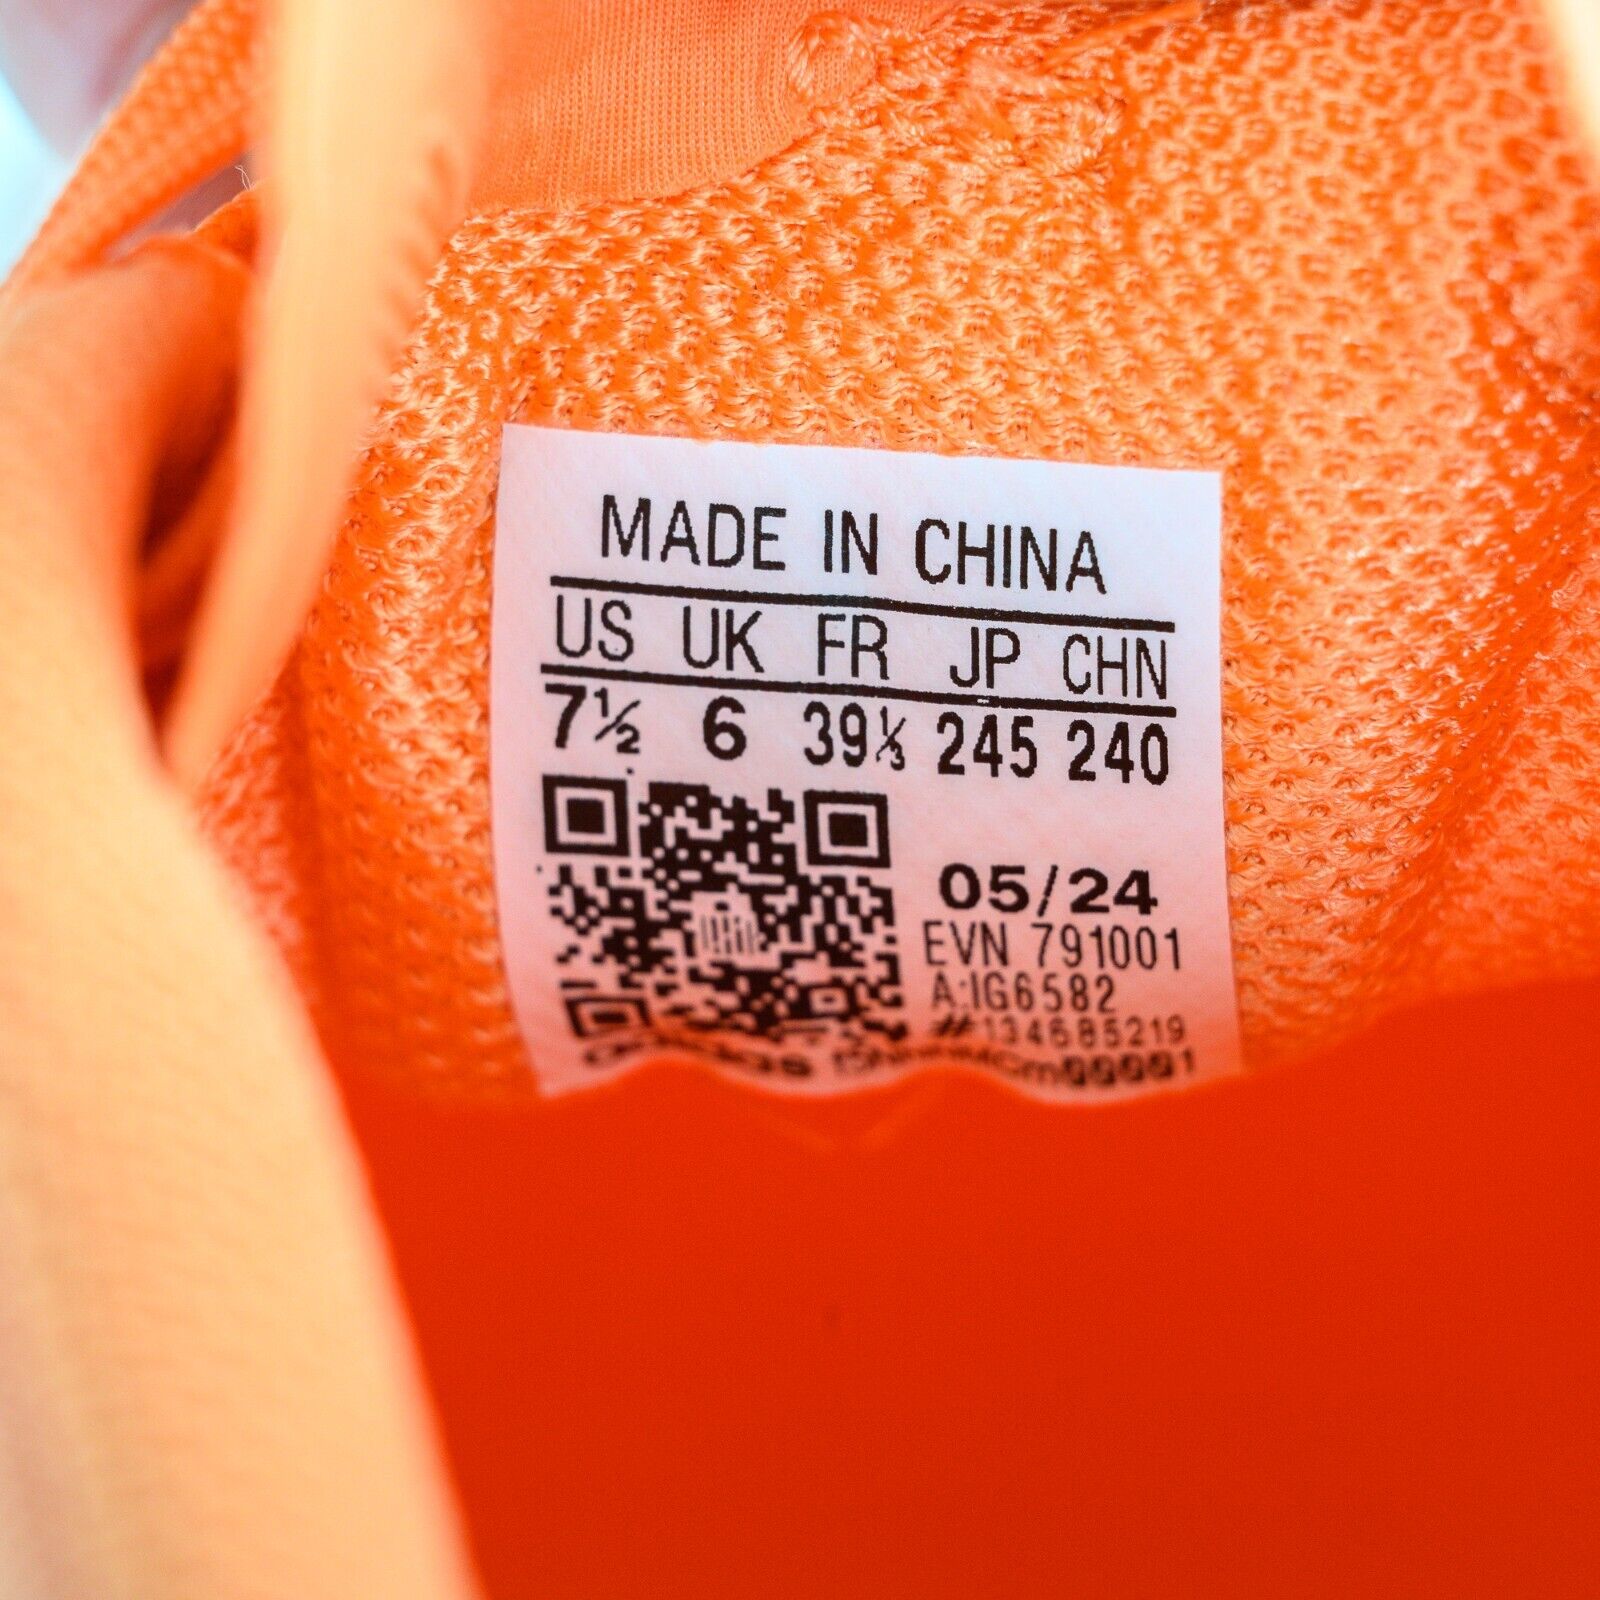 MADE IN CHINA
US UK FR JP CHN
7½ 6 39⅓ 245 240
05/24
EVN 791001
A:IG6582
#134685219
adidas